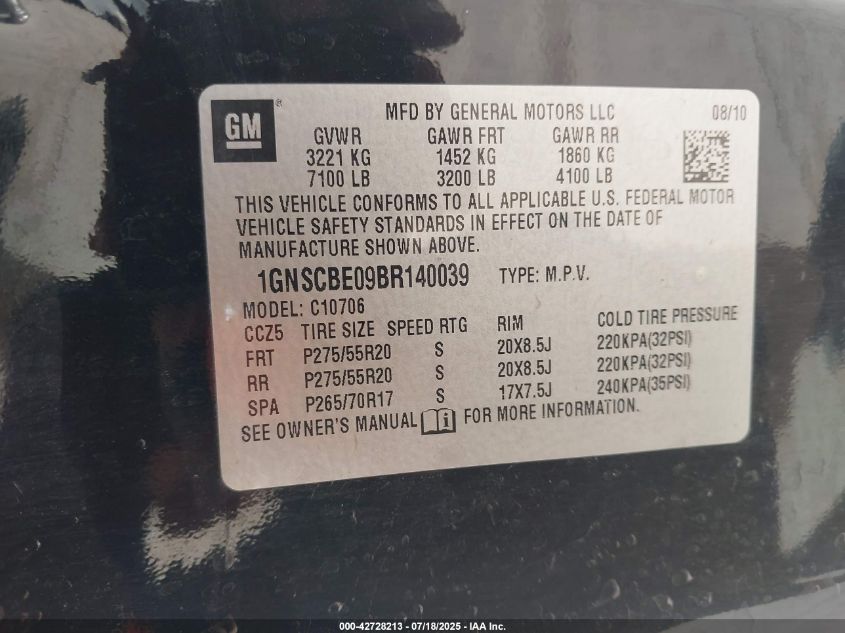 GM
MFD BY GENERAL MOTORS LLC 08/10
GVWR GAWR FRT GAWR RR
3221 KG 1452 KG 1860 KG
7100 LB 3200 LB 4100 LB
THIS VEHICLE CONFORMS TO ALL APPLICABLE U.S. FEDERAL MOTOR
VEHICLE SAFETY STANDARDS IN EFFECT ON THE DATE OF
MANUFACTURE SHOWN ABOVE.
1GNSCBE09BR140039 TYPE: M.P.V.
MODEL: C10706
CCZ5 TIRE SIZE SPEED RTG RIM COLD TIRE PRESSURE
FRT P275/55R20 S 20X8.5J 220KPA(32PSI)
RR P275/55R20 S 20X8.5J 220KPA(32PSI)
SPA P265/70R17 S 17X7.5J 240KPA(35PSI)
SEE OWNER'S MANUAL FOR MORE INFORMATION.
000-42728213 - 07/18/2025 - IAA Inc.